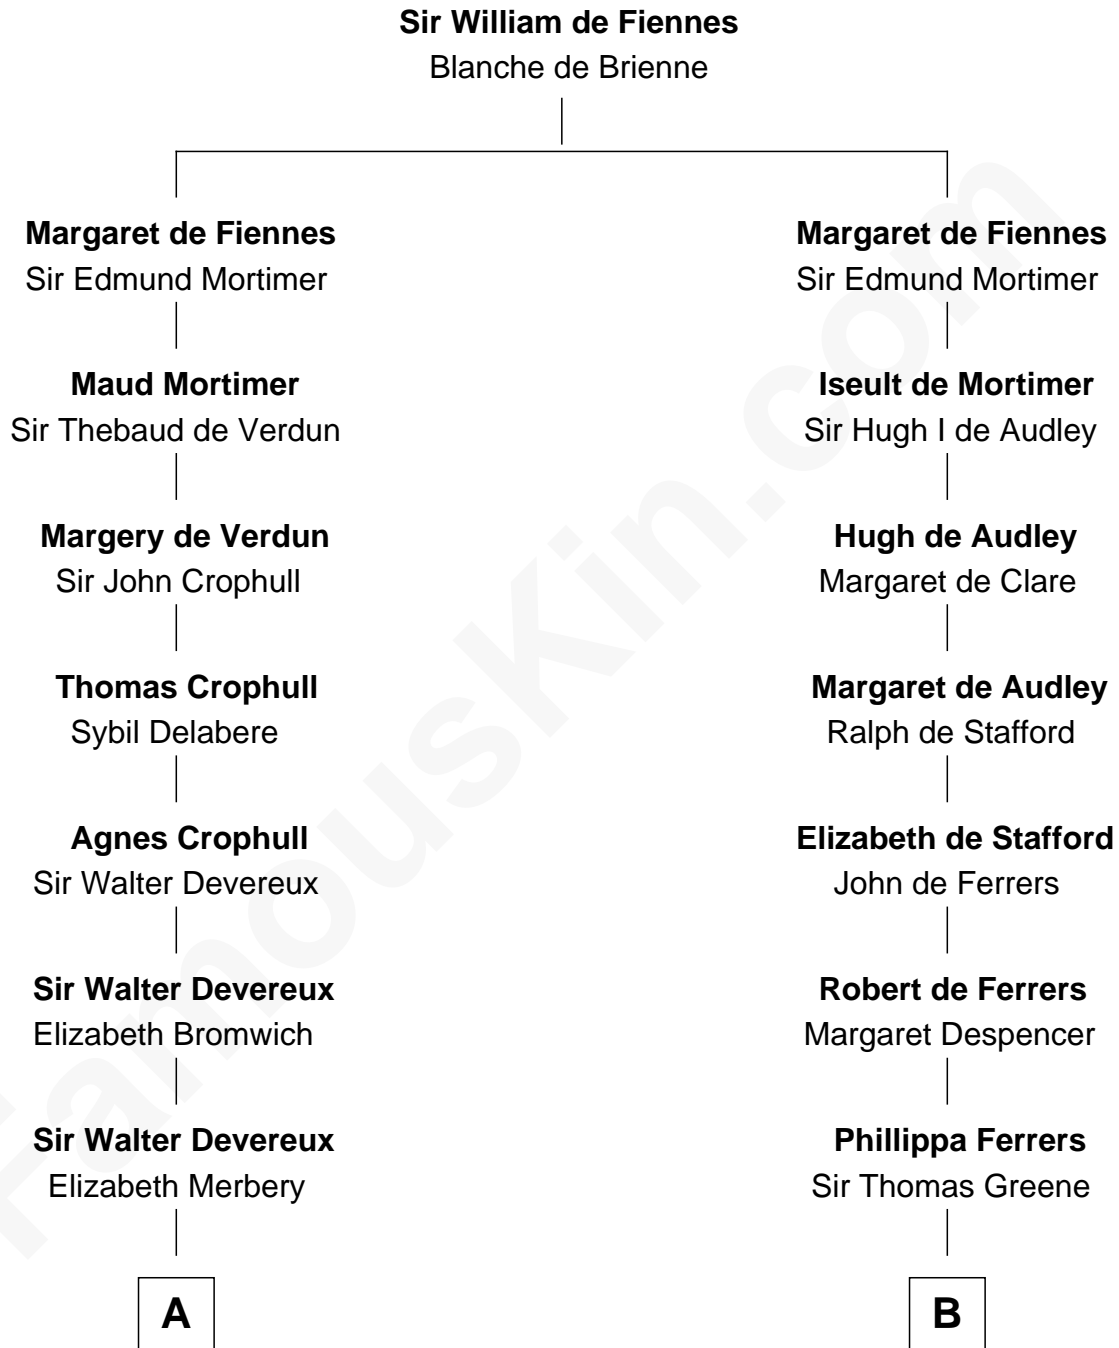 Sir William de Fiennes
Blanche de Brienne
Margaret de Fiennes
Sir Edmund Mortimer
Margaret de Fiennes
Sir Edmund Mortimer
Maud Mortimer
Sir Thebaud de Verdun
Iseult de Mortimer
Sir Hugh I de Audley
Margery de Verdun
Sir John Crophull
Hugh de Audley
Margaret de Clare
Thomas Crophull
Sybil Delabere
Margaret de Audley
Ralph de Stafford
Agnes Crophull
Sir Walter Devereux
Elizabeth de Stafford
John de Ferrers
Sir Walter Devereux
Elizabeth Bromwich
Robert de Ferrers
Margaret Despencer
Sir Walter Devereux
Elizabeth Merbery
Phillippa Ferrers
Sir Thomas Greene
A
B
FamousKin.com